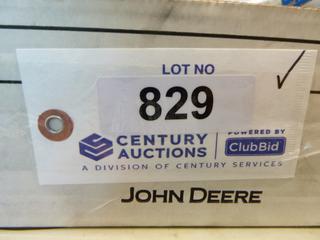 LOT NO
829
CENTURY
AUCTIONS
POWERED BY
ClubBid
A DIVISION OF CENTURY SERVICES
JOHN DEERE